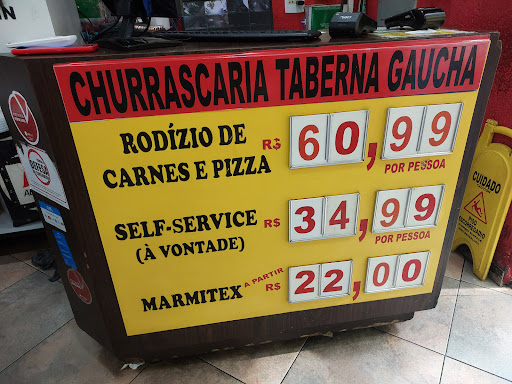 CHURRASCARIA TABERNA GAUCHA
RODÍZIO DE
CARNES E PIZZA
R$ 60,99
POR PESSOA
SELF-SERVICE
(À VONTADE)
R$ 34,99
POR PESSOA
MARMITEX
A PARTIR
R$ 22,00
CUIDADO